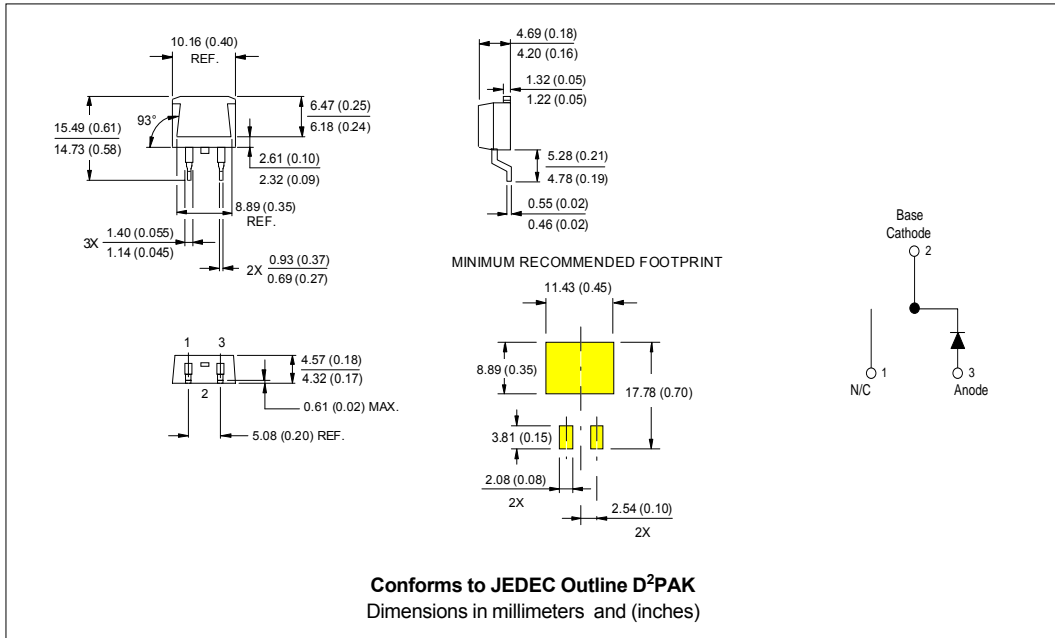 10.16 (0.40)
REF.
93°
15.49 (0.61)
14.73 (0.58)
6.47 (0.25)
6.18 (0.24)
2.61 (0.10)
2.32 (0.09)
8.89 (0.35)
REF.
3X 1.40 (0.055)
1.14 (0.045)
2X 0.93 (0.37)
0.69 (0.27)
4.69 (0.18)
4.20 (0.16)
1.32 (0.05)
1.22 (0.05)
5.28 (0.21)
4.78 (0.19)
0.55 (0.02)
0.46 (0.02)
1 3
2
4.57 (0.18)
4.32 (0.17)
0.61 (0.02) MAX.
5.08 (0.20) REF.
MINIMUM RECOMMENDED FOOTPRINT
11.43 (0.45)
8.89 (0.35)
17.78 (0.70)
3.81 (0.15)
2.08 (0.08)
2X
2.54 (0.10)
2X
Base
Cathode
2
1
N/C
3
Anode
Conforms to JEDEC Outline D²PAK
Dimensions in millimeters and (inches)